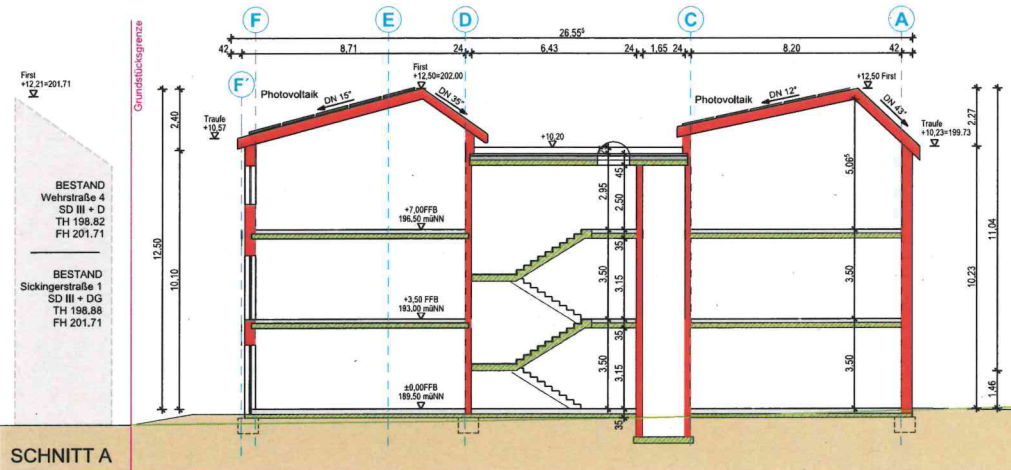 F E D C A
26.55⁵
42 8,71 24 6.43 24 1.65 24 8.20 42
F´
Grundstücksgrenze
First
+12,21=201.71
First
+12,50=202.00
+12,50 First
Photovoltaik
DN 15°
DN 35°
Photovoltaik
DN 12°
DN 43°
Traufe
+10,57
Traufe
+10,23=199.73
+10,20
2,40
2,27
45
2.95
2,50
5.06⁵
BESTAND
Wehrstraße 4
SD III + D
TH 198.82
FH 201.71
+7,00FFB
196.50 müNN
35
12.50
10,10
11,04
10,23
BESTAND
Sickingerstraße 1
SD III + DG
TH 198.88
FH 201.71
3,50
3.15
3,50
+3,50 FFB
193,00 müNN
35
3.50
3.15
3.50
±0,00FFB
189.50 müNN
1,46
35
SCHNITT A